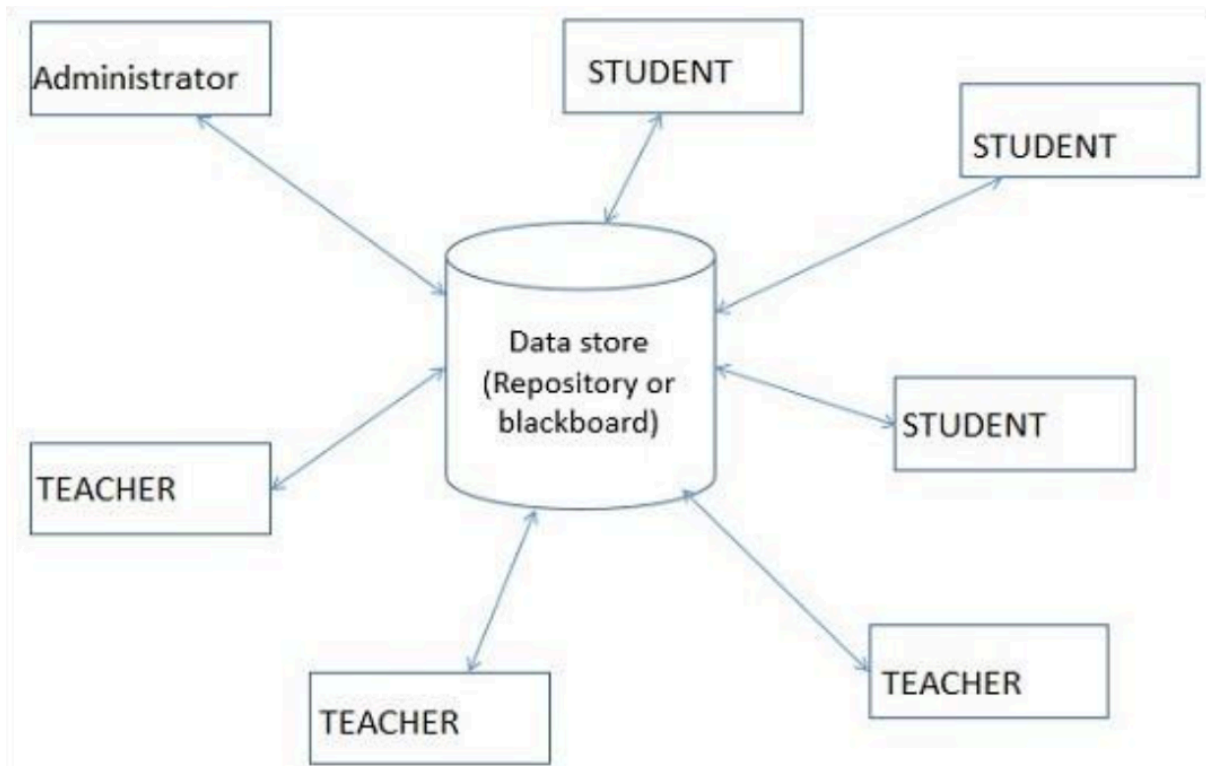 Administrator
STUDENT
STUDENT
Data store
(Repository or
blackboard)
STUDENT
TEACHER
TEACHER
TEACHER